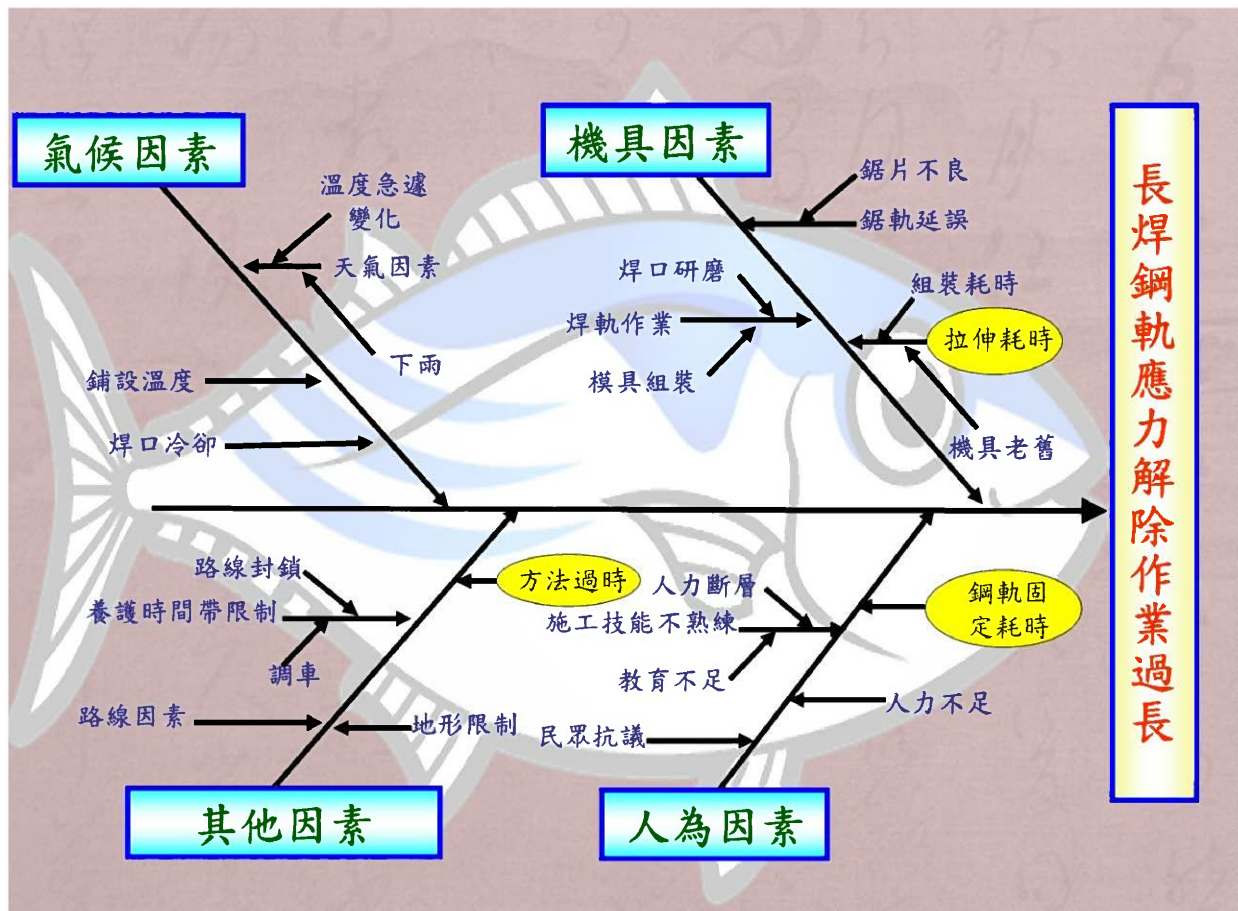 氣候因素
溫度急遽
變化
天氣因素
下雨
鋪設溫度
焊口冷卻
機具因素
鋸片不良
鋸軌延誤
焊口研磨
焊軌作業
模具組裝
組裝耗時
拉伸耗時
機具老舊
路線封鎖
養護時間帶限制
調車
方法過時
路線因素
地形限制
其他因素
人力斷層
施工技能不熟練
教育不足
鋼軌固
定耗時
人力不足
民眾抗議
人為因素
長焊鋼軌應力解除作業過長